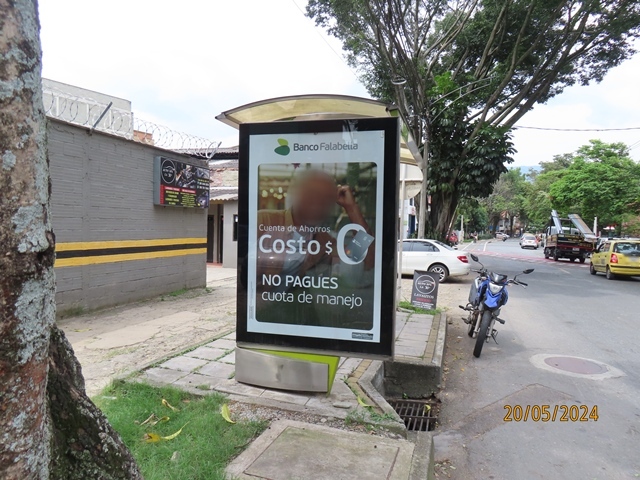 Banco Falabella
Cuenta de Ahorros
Costo $0
NO PAGUES
cuota de manejo
20/05/2024